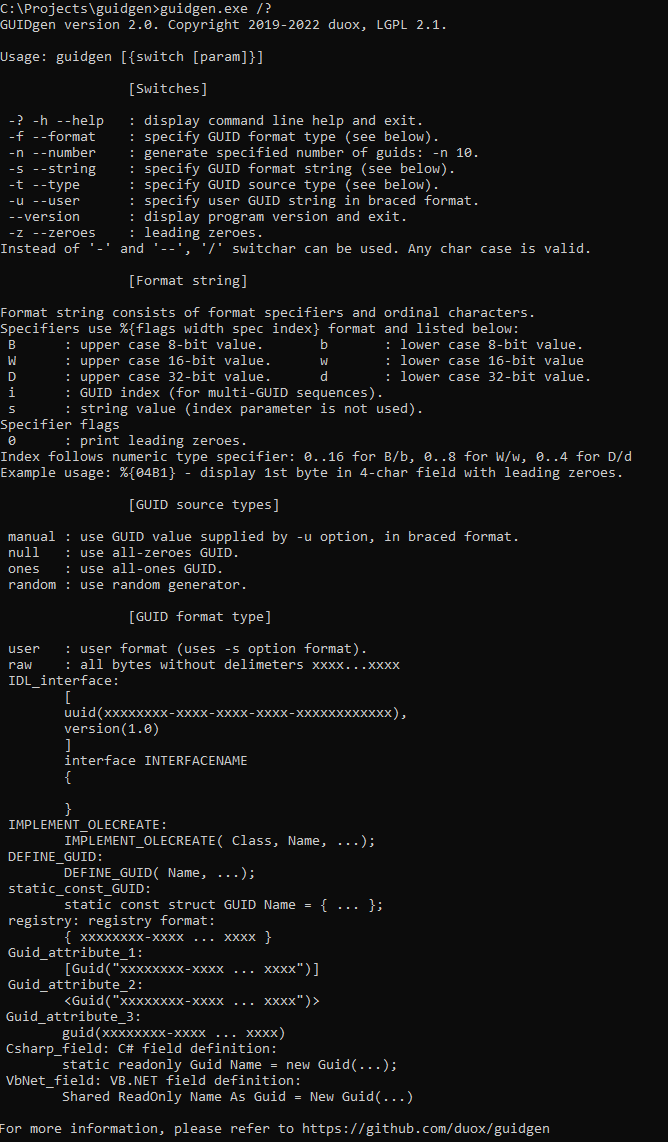 C:\Projects\guidgen>guidgen.exe /?
GUIDgen version 2.0. Copyright 2019-2022 duox, LGPL 2.1.

Usage: guidgen [{switch [param]}]

                [Switches]

 -? -h --help   : display command line help and exit.
 -f --format    : specify GUID format type (see below).
 -n --number    : generate specified number of guids: -n 10.
 -s --string    : specify GUID format string (see below).
 -t --type      : specify GUID source type (see below).
 -u --user      : specify user GUID string in braced format.
 --version      : display program version and exit.
 -z --zeroes    : leading zeroes.
Instead of '-' and '--', '/' switchar can be used. Any char case is valid.

                [Format string]

Format string consists of format specifiers and ordinal characters.
Specifiers use %{flags width spec index} format and listed below:
 B      : upper case 8-bit value.       b       : lower case 8-bit value.
 W      : upper case 16-bit value.      w       : lower case 16-bit value
 D      : upper case 32-bit value.      d       : lower case 32-bit value.
 i      : GUID index (for multi-GUID sequences).
 s      : string value (index parameter is not used).
Specifier flags
 0      : print leading zeroes.
Index follows numeric type specifier: 0..16 for B/b, 0..8 for W/w, 0..4 for D/d
Example usage: %{04B1} - display 1st byte in 4-char field with leading zeroes.

                [GUID source types]

 manual : use GUID value supplied by -u option, in braced format.
 null   : use all-zeroes GUID.
 ones   : use all-ones GUID.
 random : use random generator.

                [GUID format type]

 user   : user format (uses -s option format).
 raw    : all bytes without delimeters xxxx...xxxx
 IDL_interface:
        [
        uuid(xxxxxxxx-xxxx-xxxx-xxxx-xxxxxxxxxxxx),
        version(1.0)
        ]
        interface INTERFACENAME
        {

        }
 IMPLEMENT_OLECREATE:
        IMPLEMENT_OLECREATE( Class, Name, ...);
 DEFINE_GUID:
        DEFINE_GUID( Name, ...);
 static_const_GUID:
        static const struct GUID Name = { ... };
 registry: registry format:
        { xxxxxxxx-xxxx ... xxxx }
 Guid_attribute_1:
        [Guid("xxxxxxxx-xxxx ... xxxx")]
 Guid_attribute_2:
        <Guid("xxxxxxxx-xxxx ... xxxx")>
 Guid_attribute_3:
        guid(xxxxxxxx-xxxx ... xxxx)
 Csharp_field: C# field definition:
        static readonly Guid Name = new Guid(...);
 VbNet_field: VB.NET field definition:
        Shared ReadOnly Name As Guid = New Guid(...)

For more information, please refer to https://github.com/duox/guidgen